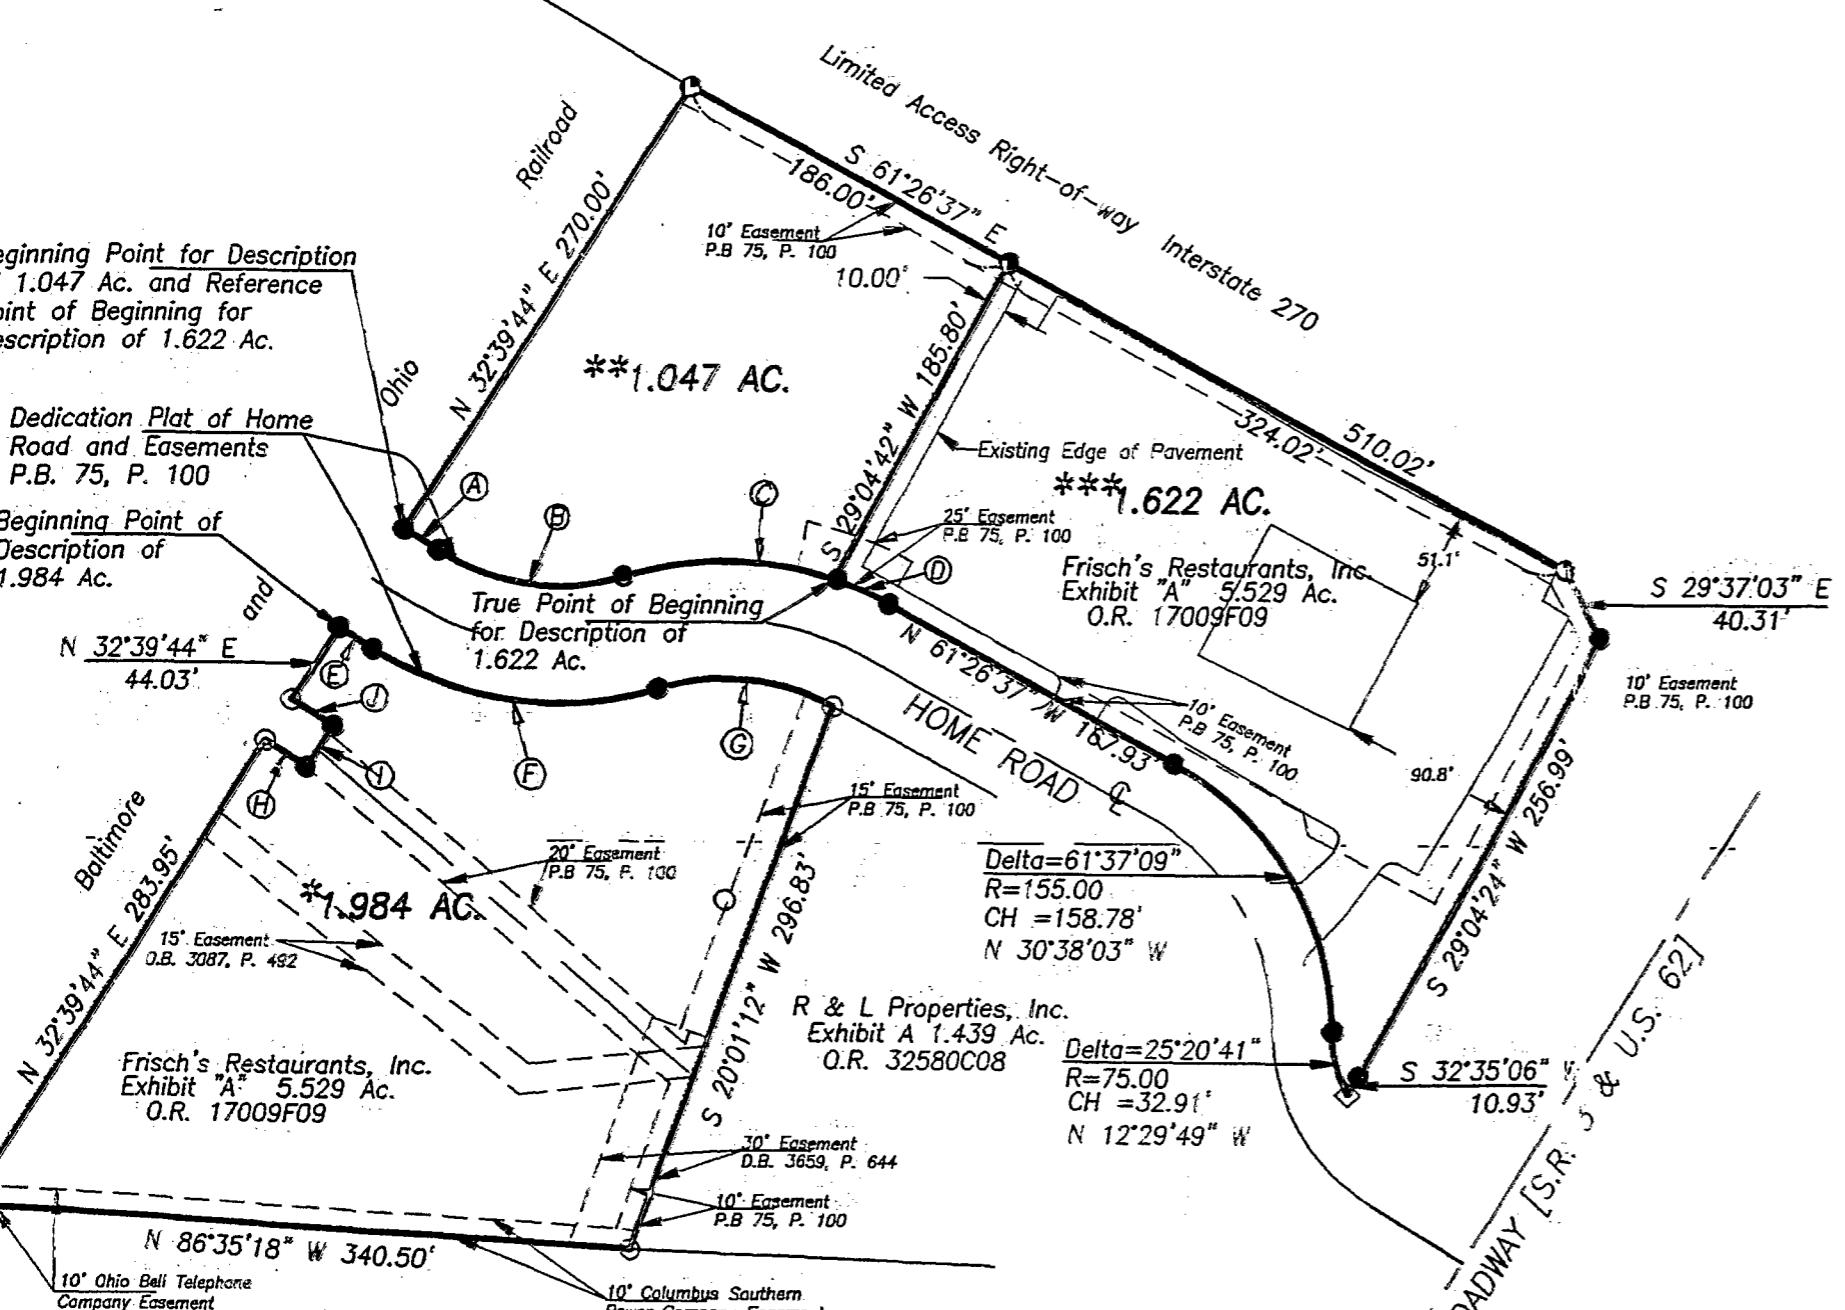 Limited Access Right-of-way Interstate 270
Railroad
S 61°26'37" E
186.00'
10' Easement
P.B 75, P. 100
10.00'
N 32°39'44" E 270.00'
Beginning Point for Description
1.047 Ac. and Reference
Point of Beginning for
Description of 1.622 Ac.
**1.047 AC.
S 29°04'42" W 185.80'
Ohio
Dedication Plat of Home
Road and Easements
P.B. 75, P. 100
324.02'
510.02'
Existing Edge of Pavement
***1.622 AC.
A
B
C
D
25' Easement
P.B 75, P. 100
51.1'
Frisch's Restaurants, Inc.
Exhibit "A" 5.529 Ac.
O.R. 17009F09
S 29°37'03" E
40.31'
Beginning Point of
Description of
1.984 Ac.
and
True Point of Beginning
for Description of
1.622 Ac.
N 32°39'44" E
44.03'
E
J
N 61°26'37" W 167.93'
10' Easement
P.B 75, P. 100
10' Easement
P.B 75, P. 100
HOME ROAD ℄
G
F
H
I
90.8'
S 29°04'24" W 256.99'
Baltimore
15' Easement
P.B 75, P. 100
20' Easement
P.B 75, P. 100
Delta=61°37'09"
R=155.00
CH =158.78'
N 30°38'03" W
*1.984 AC.
N 32°39'44" E 283.95'
15' Easement
D.B. 3087, P. 492
S 20°01'12" W 296.83'
R & L Properties, Inc.
Exhibit A 1.439 Ac.
O.R. 32580C08
Delta=25°20'41"
R=75.00
CH =32.91'
N 12°29'49" W
S 32°35'06"
10.93'
Frisch's Restaurants, Inc.
Exhibit "A" 5.529 Ac.
O.R. 17009F09
30' Easement
D.B. 3659, P. 644
10' Easement
P.B 75, P. 100
N 86°35'18" W 340.50'
10' Ohio Bell Telephone
Company Easement
10' Columbus Southern
Power Company Easement
OADWAY [S.R. 3 & U.S. 62]